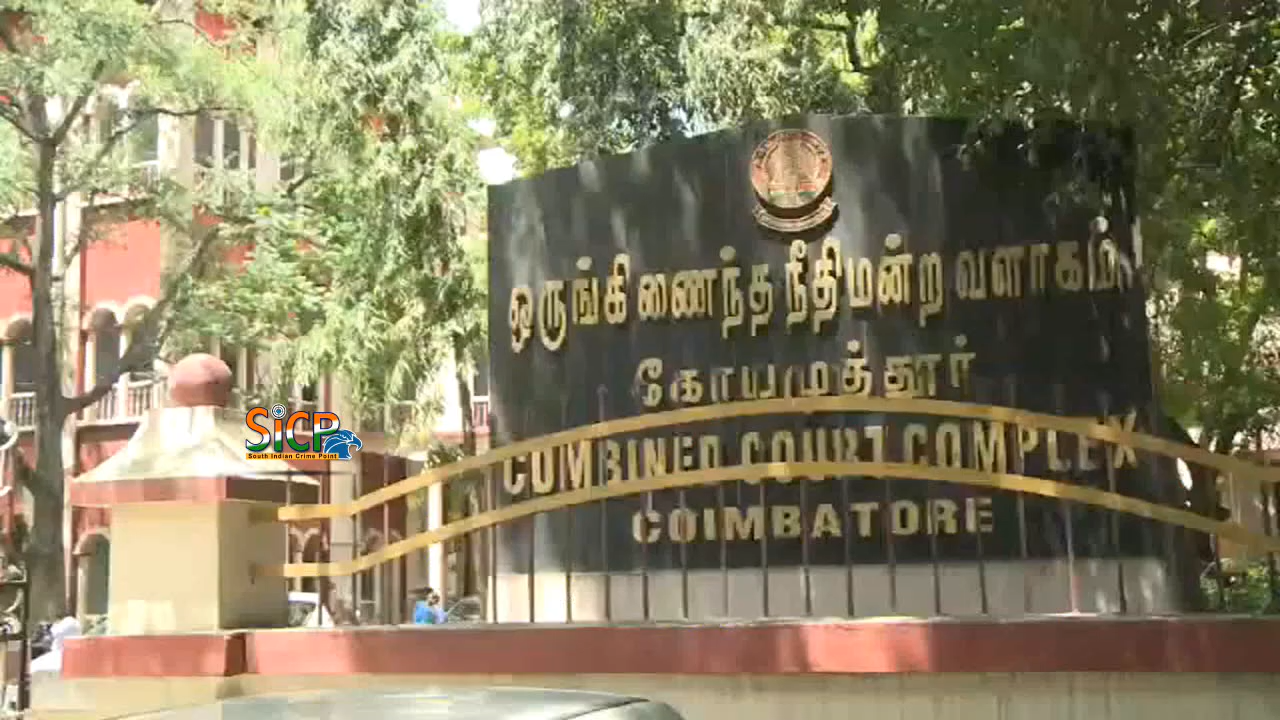 ஒருங்கிணைந்த நீதிமன்ற வளாகம்
கோயமுத்தூர்
COMBINED COURT COMPLEX
COIMBATORE
SiCP
South Indian Crime Point